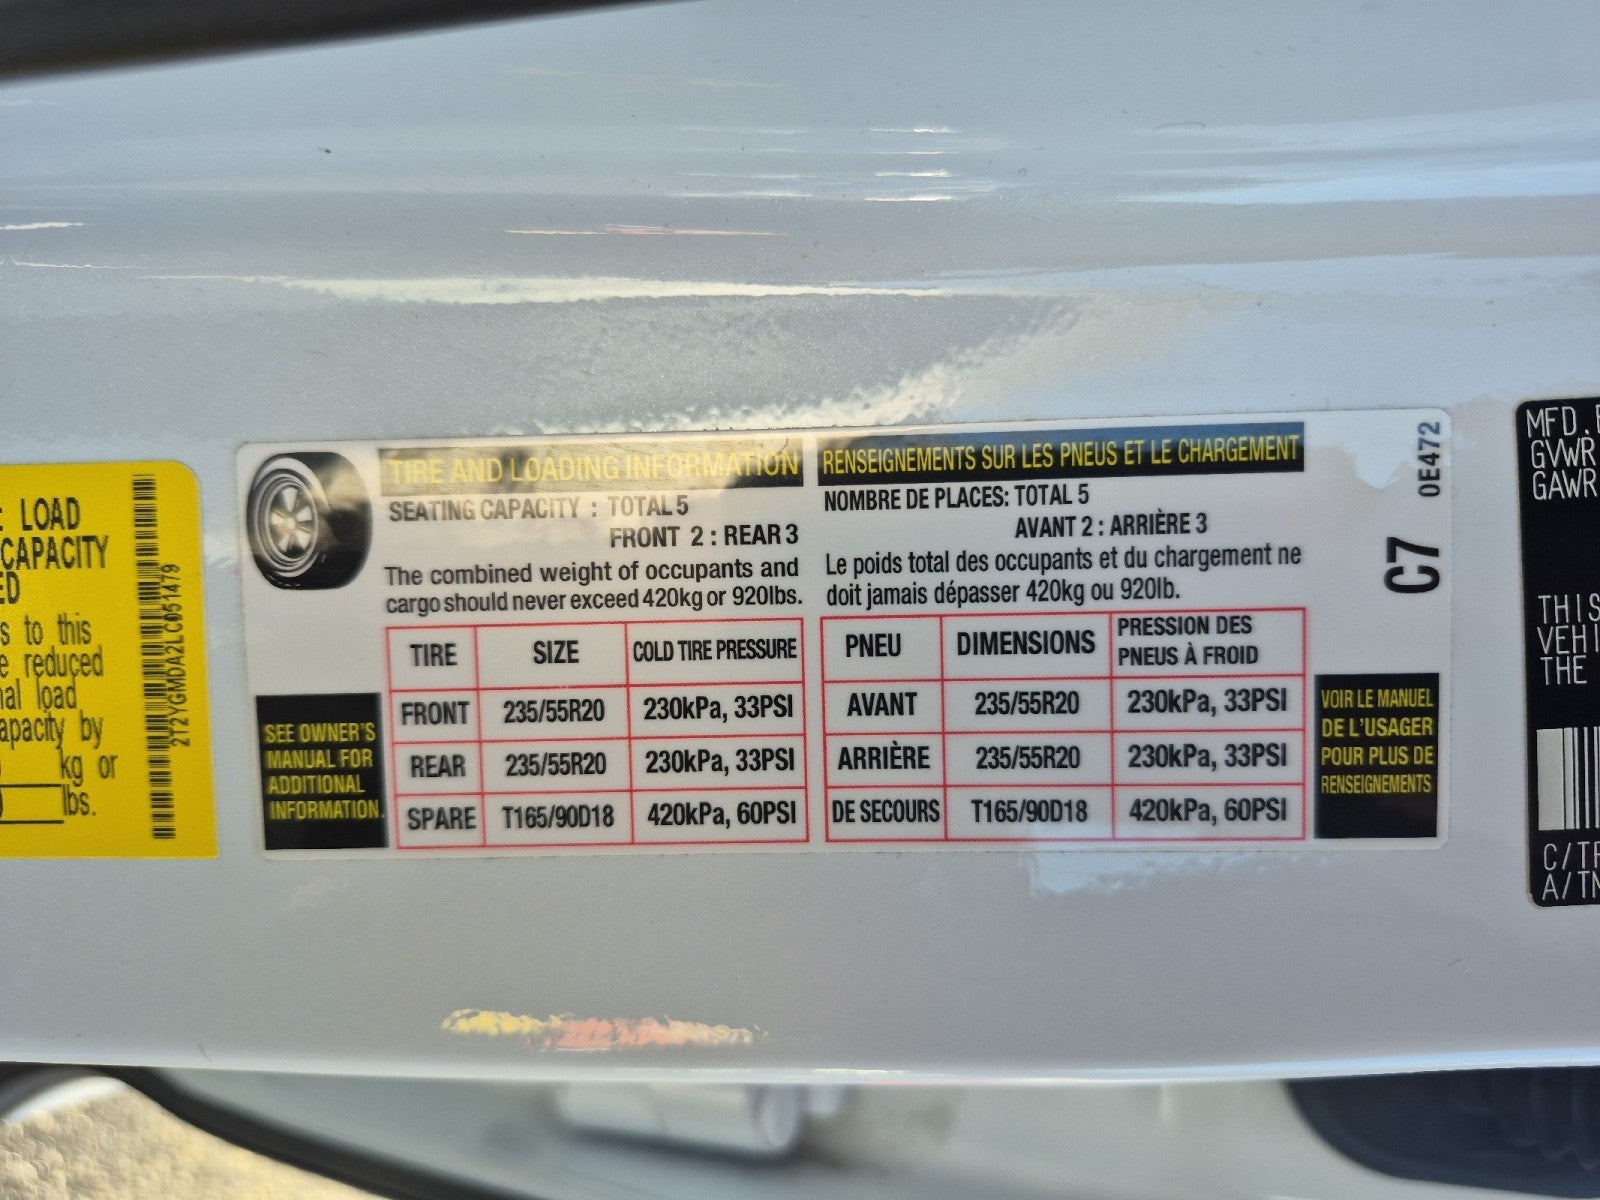 LOAD
CAPACITY
ED
s to this
e reduced
nal load
apacity by
kg or
lbs.
2T2YGMDA2LC051479
TIRE AND LOADING INFORMATION
SEATING CAPACITY : TOTAL 5
FRONT 2 : REAR 3
The combined weight of occupants and
cargo should never exceed 420kg or 920lbs.
TIRE SIZE COLD TIRE PRESSURE
FRONT 235/55R20 230kPa, 33PSI
REAR 235/55R20 230kPa, 33PSI
SPARE T165/90D18 420kPa, 60PSI
SEE OWNER'S
MANUAL FOR
ADDITIONAL
INFORMATION.
RENSEIGNEMENTS SUR LES PNEUS ET LE CHARGEMENT
NOMBRE DE PLACES: TOTAL 5
AVANT 2 : ARRIÈRE 3
Le poids total des occupants et du chargement ne
doit jamais dépasser 420kg ou 920lb.
PNEU DIMENSIONS PRESSION DES
PNEUS À FROID
AVANT 235/55R20 230kPa, 33PSI
ARRIÈRE 235/55R20 230kPa, 33PSI
DE SECOURS T165/90D18 420kPa, 60PSI
VOIR LE MANUEL
DE L'USAGER
POUR PLUS DE
RENSEIGNEMENTS
0E472
C7
MFD.
GVWR
GAWR
THIS
VEHI
THE
C/TR
A/TM